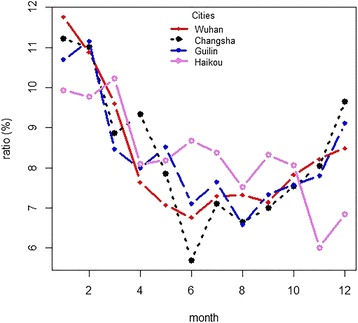 Cities
Wuhan
Changsha
Guilin
Haikou
12
11
10
9
8
7
6
ratio (%)
2 4 6 8 10 12
month